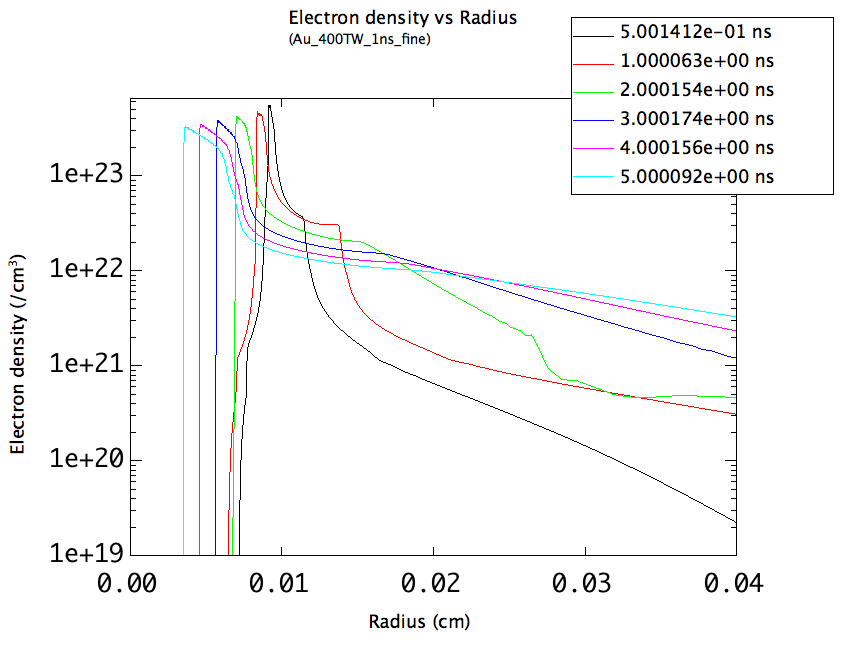 Electron density vs Radius
(Au_400TW_1ns_fine)
5.001412e-01 ns
1.000063e+00 ns
2.000154e+00 ns
3.000174e+00 ns
4.000156e+00 ns
5.000092e+00 ns
1e+23
1e+22
1e+21
1e+20
1e+19
Electron density (/cm³)
0.00
0.01
0.02
0.03
0.04
Radius (cm)